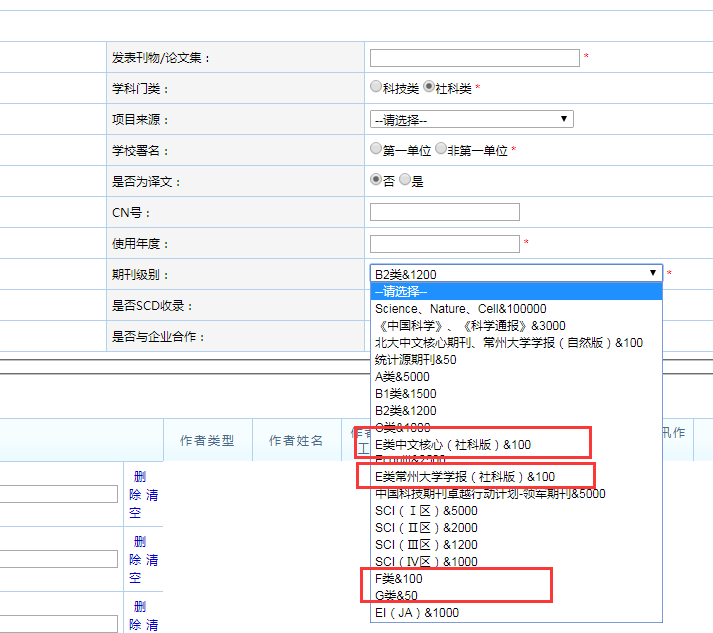 发表刊物/论文集： *
学科门类： 科技类 社科类 *
项目来源： --请选择--
学校署名： 第一单位 非第一单位 *
是否为译文： 否 是
CN号：
使用年度： *
期刊级别： B2类&1200 *
是否SCD收录：
是否与企业合作：
--请选择--
Science、Nature、Cell&100000
《中国科学》、《科学通报》&3000
北大中文核心期刊、常州大学学报（自然版）&100
统计源期刊&50
A类&5000
B1类&1500
B2类&1200
C类&1000
E类中文核心（社科版）&100
E类常州大学学报（社科版）&100
中国科技期刊卓越行动计划-领军期刊&5000
SCI（Ⅰ区）&5000
SCI（Ⅱ区）&2000
SCI（Ⅲ区）&1200
SCI（Ⅳ区）&1000
F类&100
G类&50
EI（JA）&1000
作者类型 作者姓名
删
除 清
空
删
除 清
空
删
除 清